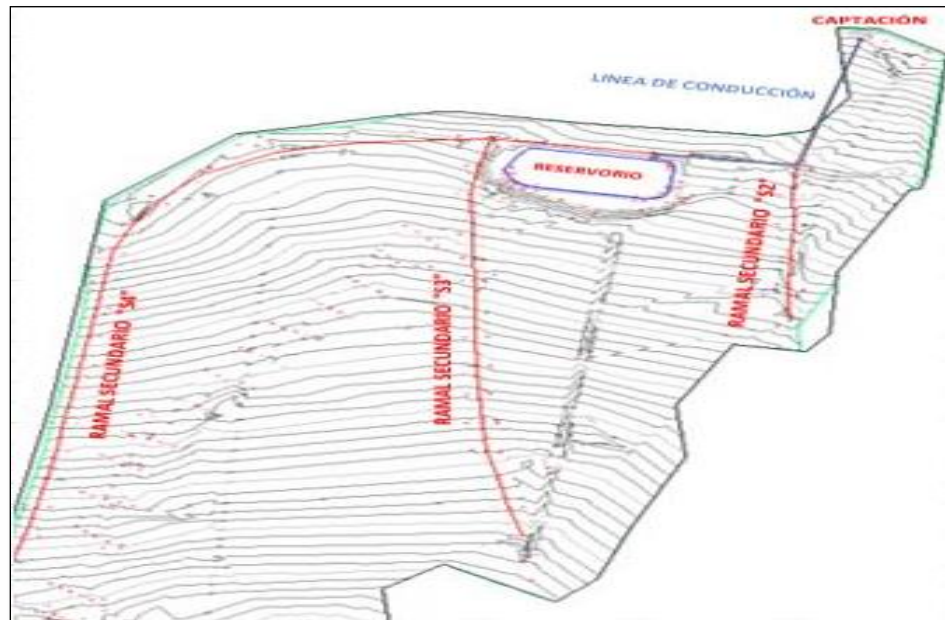 CAPTACIÓN
LINEA DE CONDUCCIÓN
RESERVORIO
RAMAL SECUNDARIO "S2"
RAMAL SECUNDARIO "S3"
RAMAL SECUNDARIO "S4"